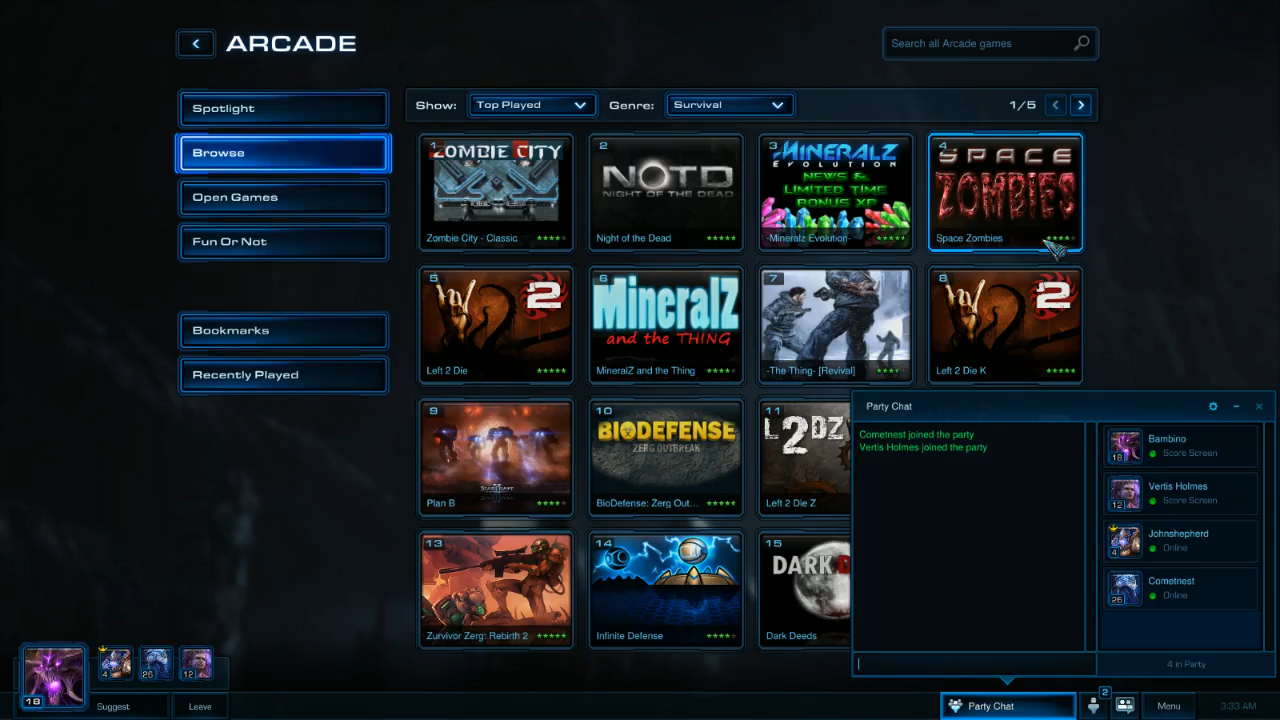 ARCADE
Search all Arcade games
Spotlight
Browse
Open Games
Fun Or Not
Bookmarks
Recently Played
Show: Top Played Genre: Survival 1/5
1
ZOMBIE CITY
Zombie City - Classic
2
NOTD
NIGHT OF THE DEAD
Night of the Dead
3
MINERALZ
EVOLUTION
NEWS &
LIMITED TIME
BONUS XP
-Mineralz Evolution-
4
SPACE
ZOMBIES
Space Zombies
5
2
Left 2 Die
6
MineralZ
and the THING
MineralZ and the Thing
7
-The Thing- [Revival]
8
2
Left 2 Die K
9
STARCRAFT
Plan B
10
BIODEFENSE
ZERG OUTBREAK
BioDefense: Zerg Out...
11
L2DZ
Left 2 Die Z
13
Zurvivor Zerg: Rebirth 2
14
Infinite Defense
15
DARK D
Dark Deeds
Party Chat
Cometnest joined the party
Vertis Holmes joined the party
Bambino
Score Screen
18
Vertis Holmes
Score Screen
12
Johnshepherd
Online
4
Cometnest
Online
26
4 in Party
18
4
26
12
Suggest
Leave
Party Chat
2
Menu
3:33 AM